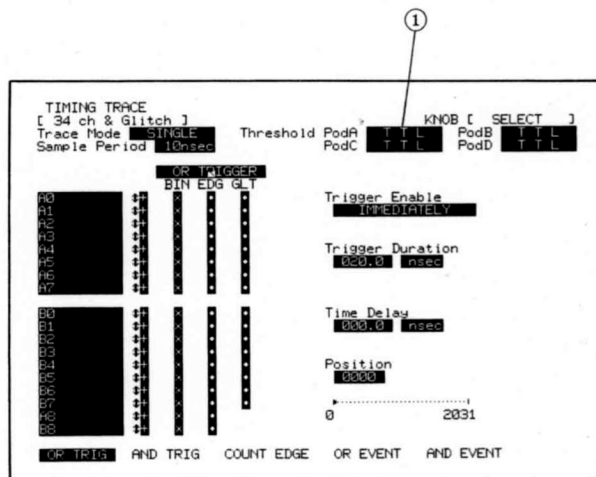 1
TIMING TRACE
[ 34 ch & Glitch ] KNOB [ SELECT ]
Trace Mode SINGLE Threshold PodA T T L PodB T T L
Sample Period 10nsec PodC T T L PodD T T L
OR TRIGGER
BIN EDG GLT
A0 ↕+ × • •
A1 ↕+ × • •
A2 ↕+ × • •
A3 ↕+ × • •
A4 ↕+ × • •
A5 ↕+ × • •
A6 ↕+ × • •
A7 ↕+ × • •
B0 ↕+ × • •
B1 ↕+ × • •
B2 ↕+ × • •
B3 ↕+ × • •
B4 ↕+ × • •
B5 ↕+ × • •
B6 ↕+ × • •
B7 ↕+ × • •
A8 ↕+ × •
B8 ↕+ × •
Trigger Enable
IMMEDIATELY
Trigger Duration
020.0 nsec
Time Delay
000.0 nsec
Position
0000
0 2031
OR TRIG AND TRIG COUNT EDGE OR EVENT AND EVENT